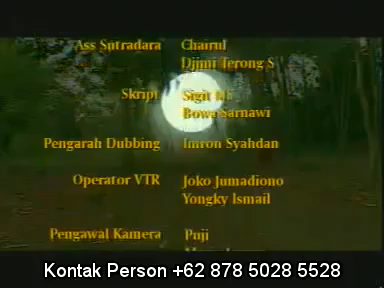 Ass Sutradara Chairul
Djimi Terong S
Skript Sigit
Bowo Sarnawi
Pengarah Dubbing Imron Syahdan
Operator VTR Joko Jumadiono
Yongky Ismail
Pengawal Kamera Puji
Kontak Person +62 878 5028 5528